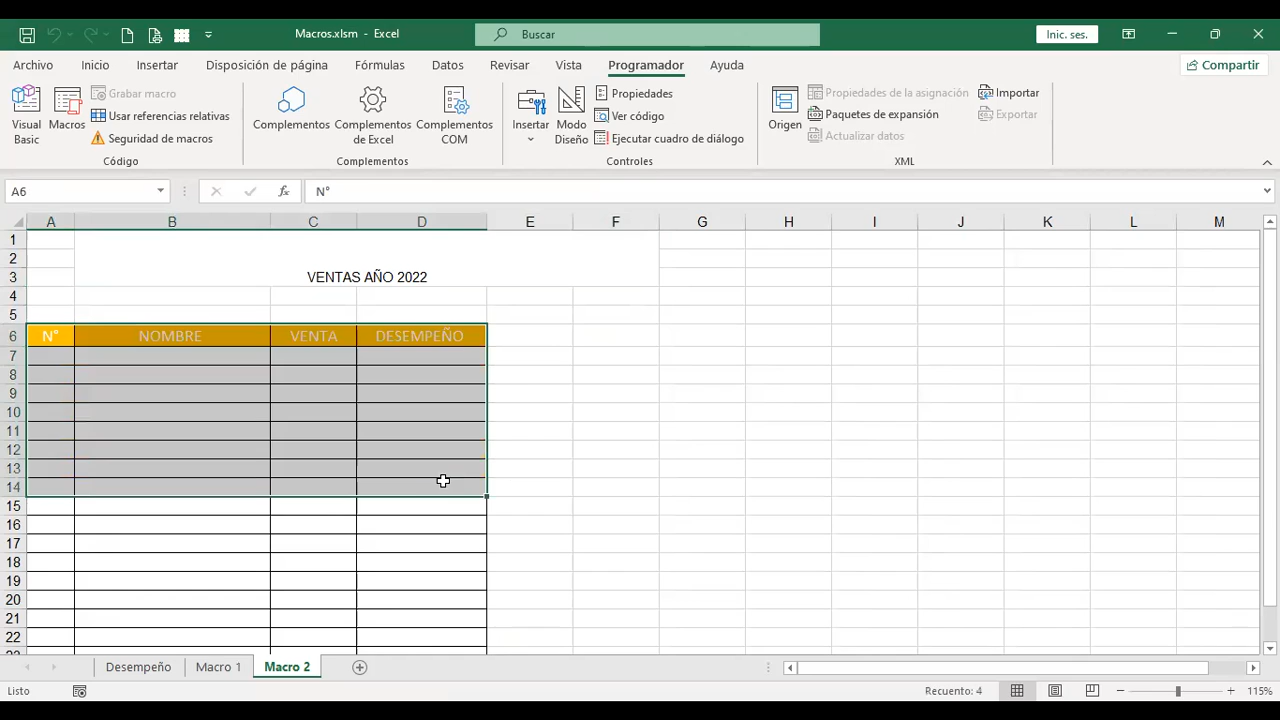 Macros.xlsm - Excel
Buscar
Inic. ses.
Archivo Inicio Insertar Disposición de página Fórmulas Datos Revisar Vista Programador Ayuda
Compartir
Visual Basic
Macros
Grabar macro
Usar referencias relativas
Seguridad de macros
Código
Complementos
Complementos de Excel
Complementos COM
Complementos
Insertar
Modo Diseño
Propiedades
Ver código
Ejecutar cuadro de diálogo
Controles
Origen
Propiedades de la asignación
Paquetes de expansión
Actualizar datos
Importar
Exportar
XML
A6
fx
N°
A B C D E F G H I J K L M
1
2
3 VENTAS AÑO 2022
4
5
6 N° NOMBRE VENTA DESEMPEÑO
7
8
9
10
11
12
13
14
15
16
17
18
19
20
21
22
Desempeño Macro 1 Macro 2
Listo
Recuento: 4
115%